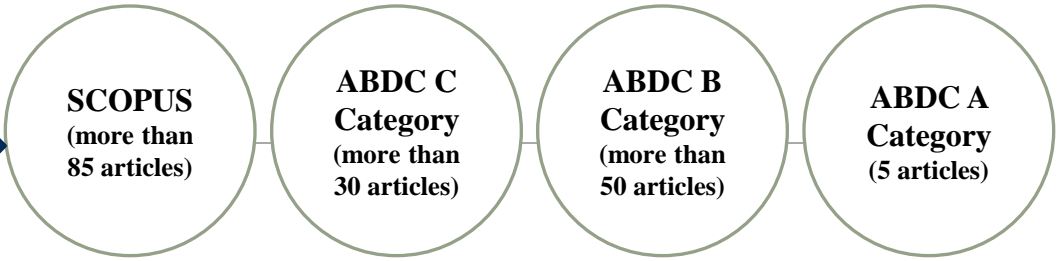 SCOPUS
(more than
85 articles)
ABDC C
Category
(more than
30 articles)
ABDC B
Category
(more than
50 articles)
ABDC A
Category
(5 articles)